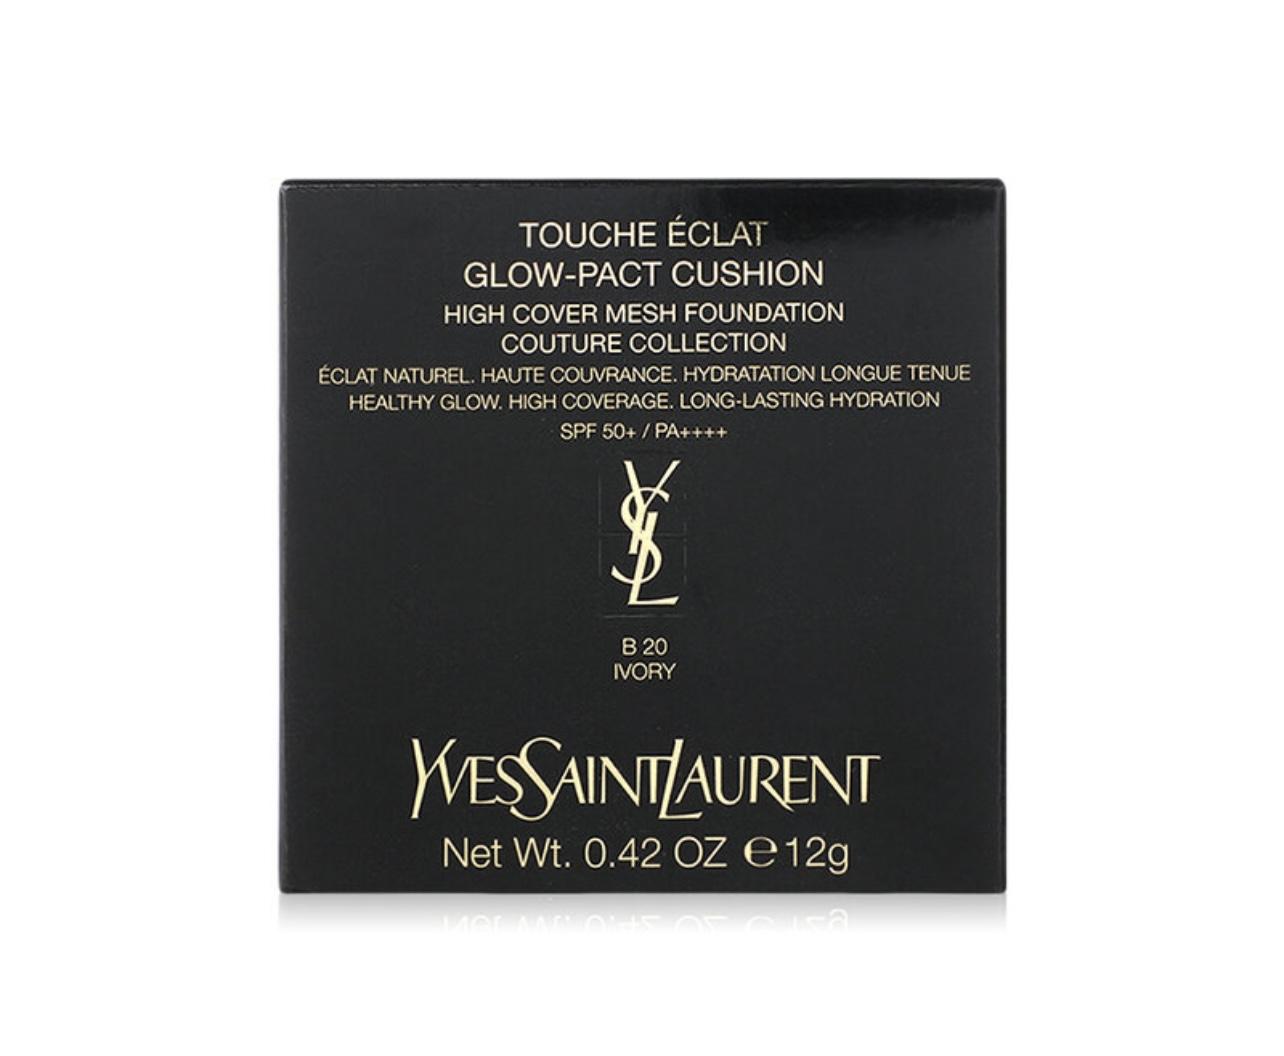 TOUCHE ÉCLAT
GLOW-PACT CUSHION
HIGH COVER MESH FOUNDATION
COUTURE COLLECTION
ÉCLAT NATUREL. HAUTE COUVRANCE. HYDRATATION LONGUE TENUE
HEALTHY GLOW. HIGH COVERAGE. LONG-LASTING HYDRATION
SPF 50+ / PA++++
YSL
B 20
IVORY
YVESSAINTLAURENT
Net Wt. 0.42 OZ ℮ 12g